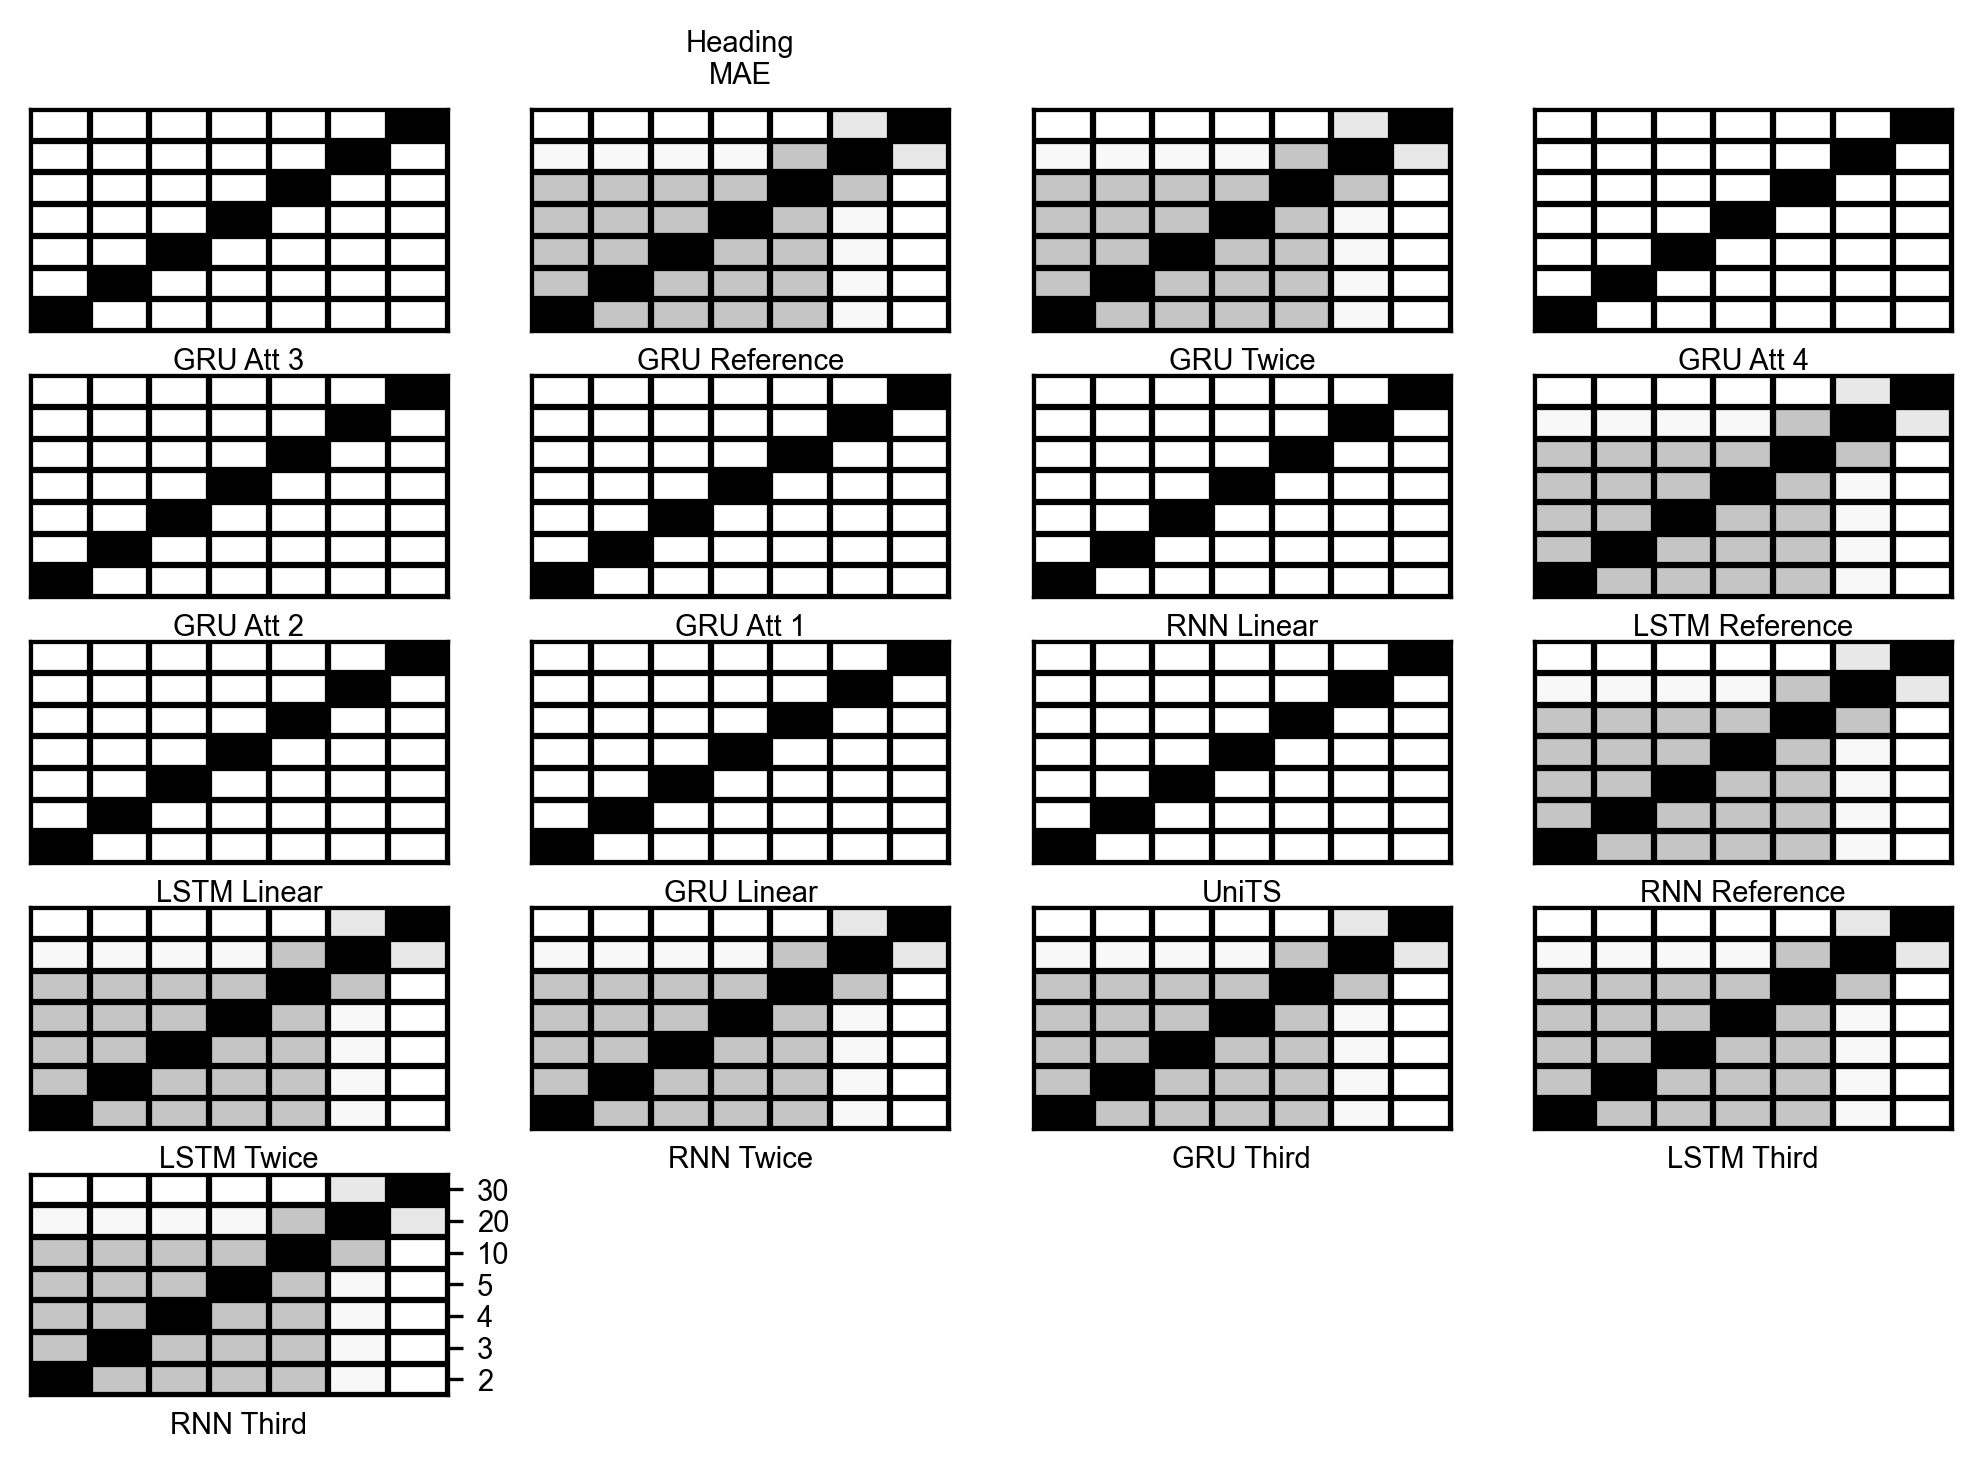 Heading
MAE
GRU Att 3
GRU Reference
GRU Twice
GRU Att 4
GRU Att 2
GRU Att 1
RNN Linear
LSTM Reference
LSTM Linear
GRU Linear
UniTS
RNN Reference
LSTM Twice
RNN Twice
GRU Third
LSTM Third
30
20
10
5
4
3
2
RNN Third